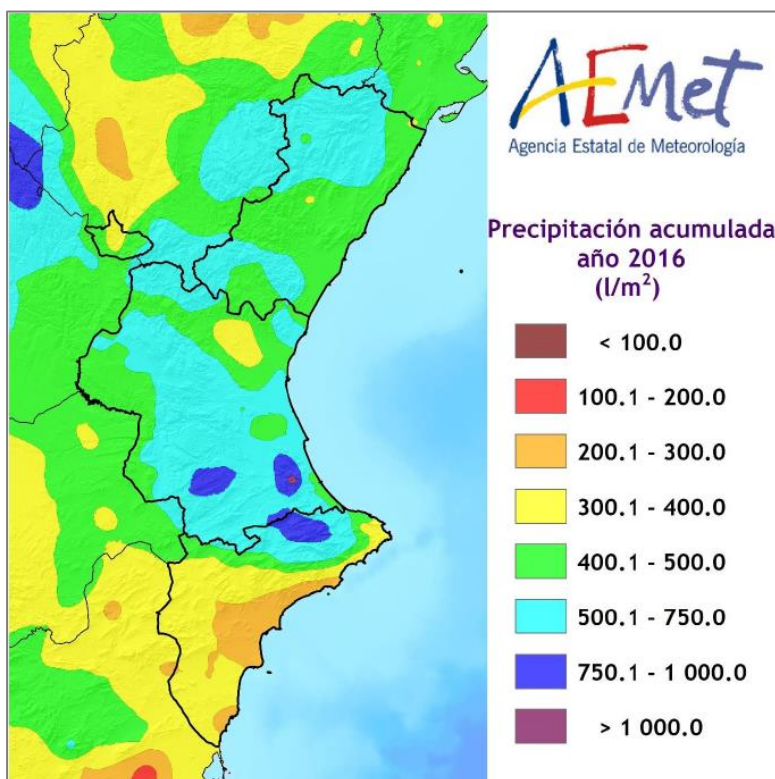 AEMet
Agencia Estatal de Meteorología
Precipitación acumulada
año 2016
(l/m²)
< 100.0
100.1 - 200.0
200.1 - 300.0
300.1 - 400.0
400.1 - 500.0
500.1 - 750.0
750.1 - 1 000.0
> 1 000.0